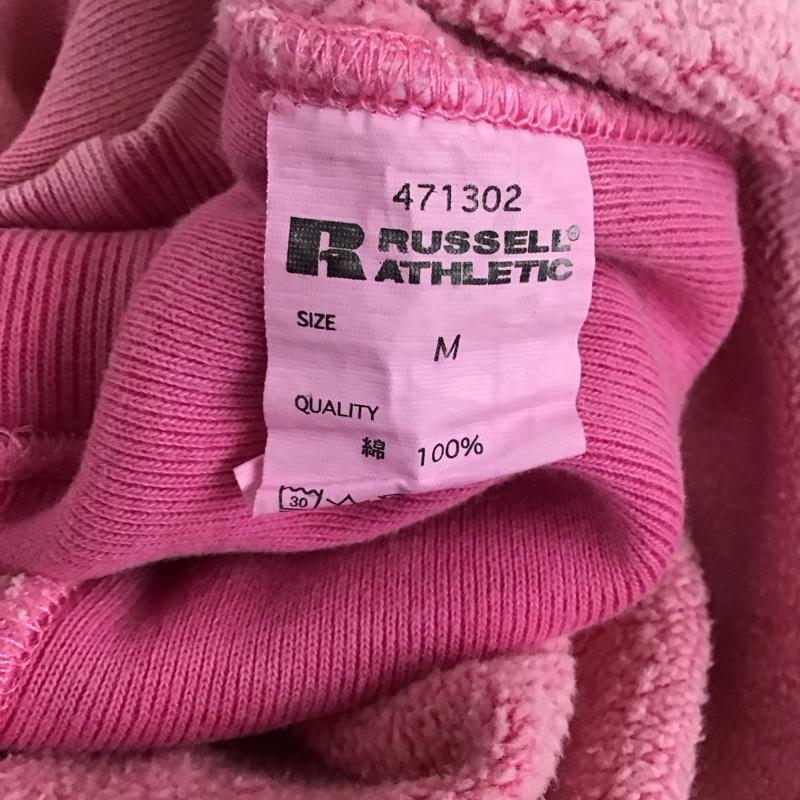 471302
RUSSELL®
ATHLETIC
SIZE
M
QUALITY
綿 100%
30